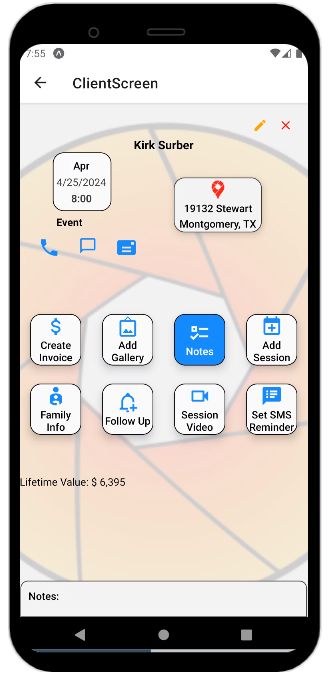 7:55
ClientScreen
Kirk Surber
Apr
4/25/2024
8:00
19132 Stewart
Montgomery, TX
Event
Create
Invoice
Add
Gallery
Notes
Add
Session
Family
Info
Follow Up
Session
Video
Set SMS
Reminder
Lifetime Value: $ 6,395
Notes: